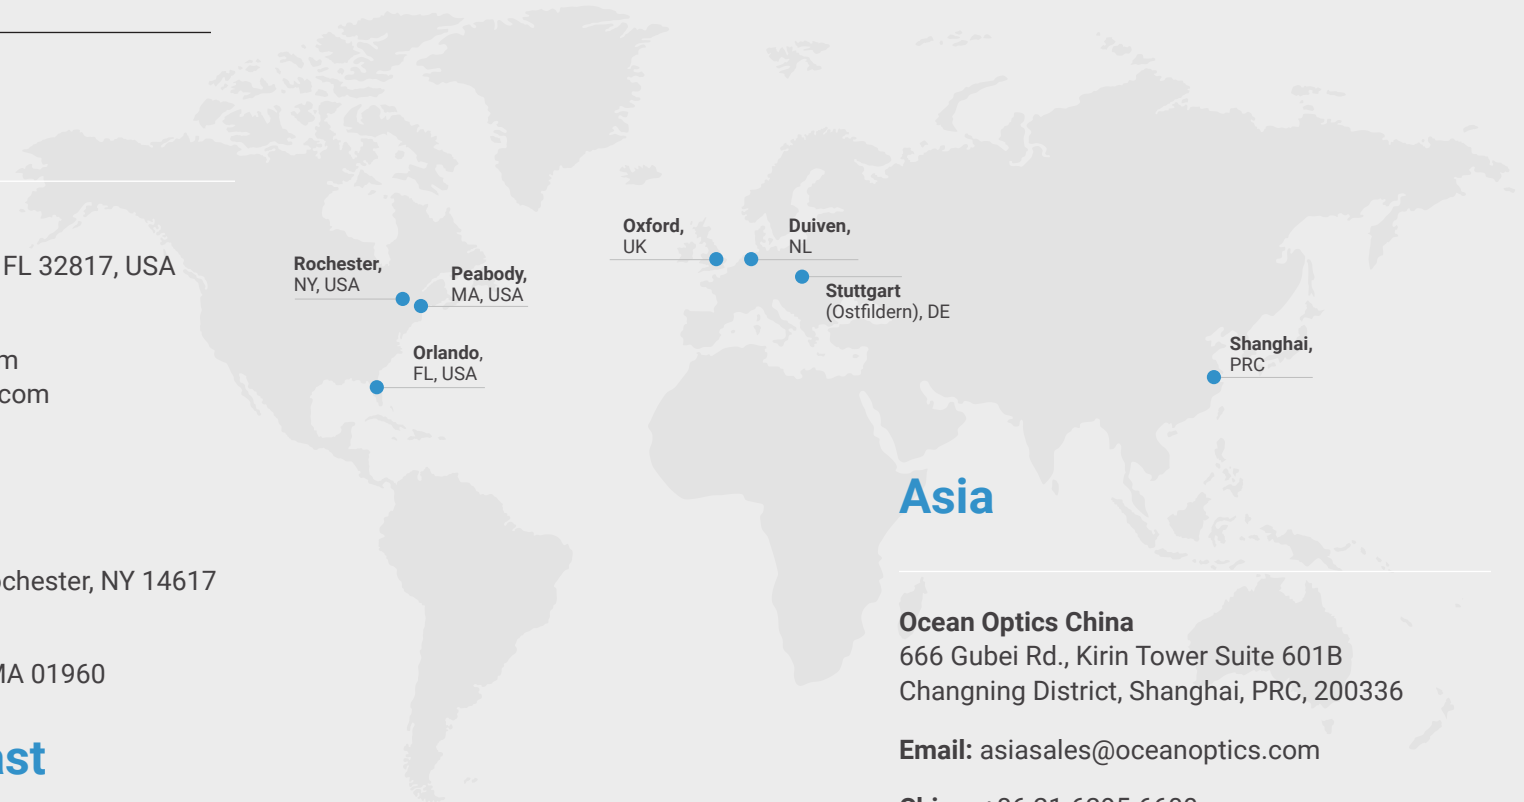 FL 32817, USA
m
com
chester, NY 14617
MA 01960
ast
Rochester,
NY, USA
Peabody,
MA, USA
Orlando,
FL, USA
Oxford,
UK
Duiven,
NL
Stuttgart
(Ostfildern), DE
Shanghai,
PRC
Asia
Ocean Optics China
666 Gubei Rd., Kirin Tower Suite 601B
Changning District, Shanghai, PRC, 200336
Email: asiasales@oceanoptics.com